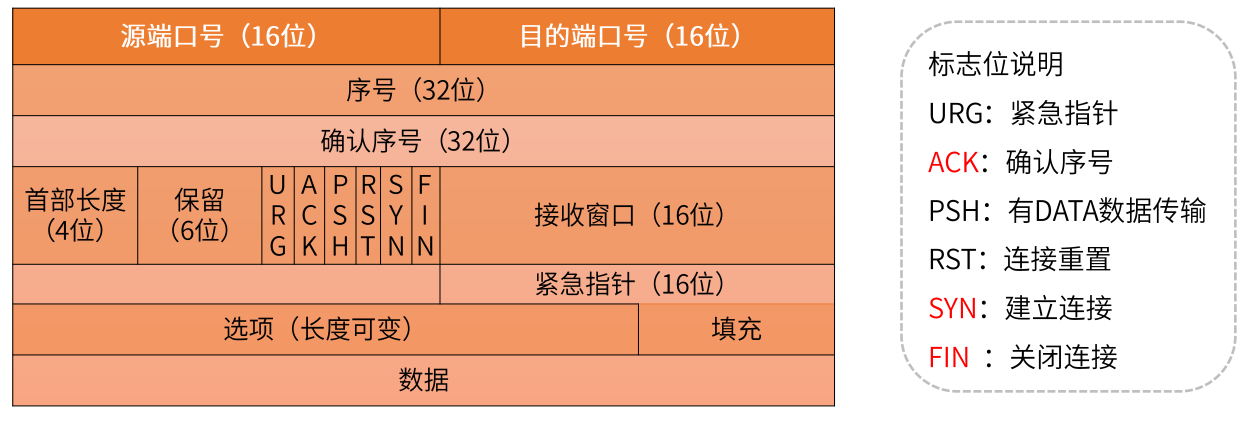 源端口号（16位）
目的端口号（16位）
序号（32位）
确认序号（32位）
首部长度
（4位）
保留
（6位）
URG
ACK
PSH
RST
SYN
FIN
接收窗口（16位）
紧急指针（16位）
选项（长度可变）
填充
数据
标志位说明
URG：紧急指针
ACK：确认序号
PSH：有DATA数据传输
RST：连接重置
SYN：建立连接
FIN ：关闭连接